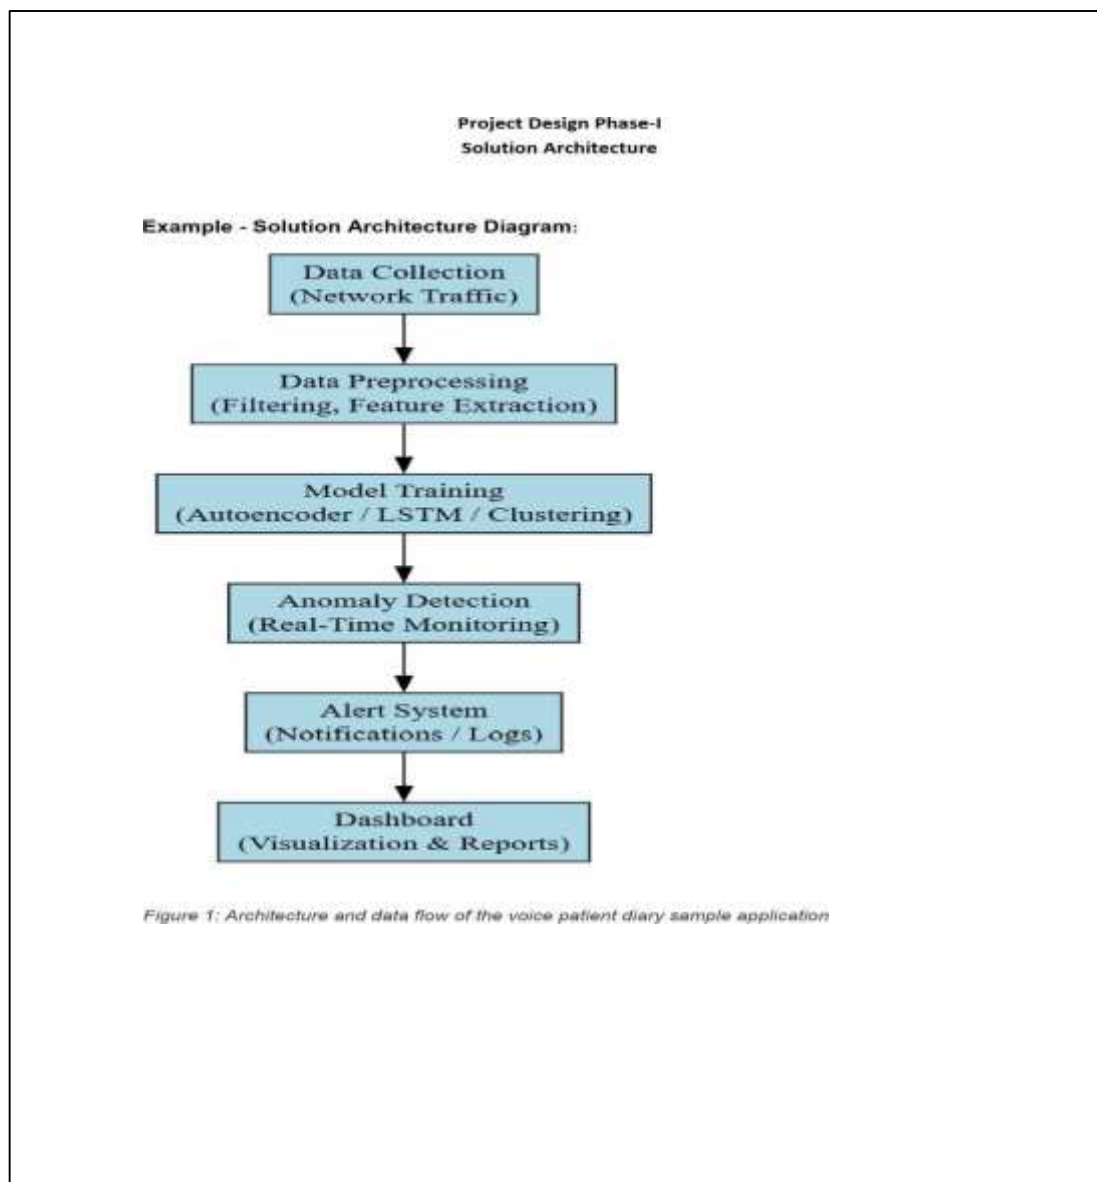 Project Design Phase-I
Solution Architecture
Example - Solution Architecture Diagram:
Data Collection
(Network Traffic)
Data Preprocessing
(Filtering, Feature Extraction)
Model Training
(Autoencoder / LSTM / Clustering)
Anomaly Detection
(Real-Time Monitoring)
Alert System
(Notifications / Logs)
Dashboard
(Visualization & Reports)
Figure 1: Architecture and data flow of the voice patient diary sample application